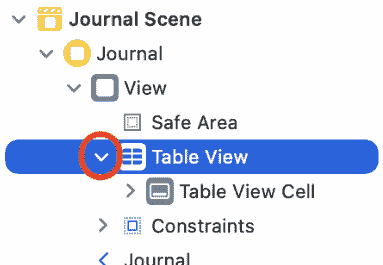 Journal Scene
Journal
View
Safe Area
Table View
Table View Cell
Constraints
Journal